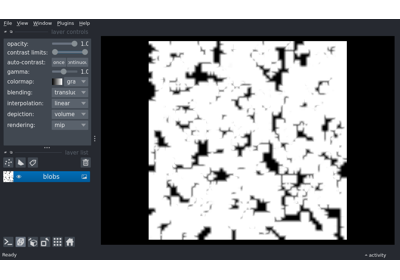 File View Window Plugins Help
layer controls
opacity: 1.0
contrast limits:
auto-contrast: once
gamma: 1.0
colormap: gra
blending: translu
interpolation: linear
depiction: volume
rendering: mip
layer list
blobs
Ready
activity